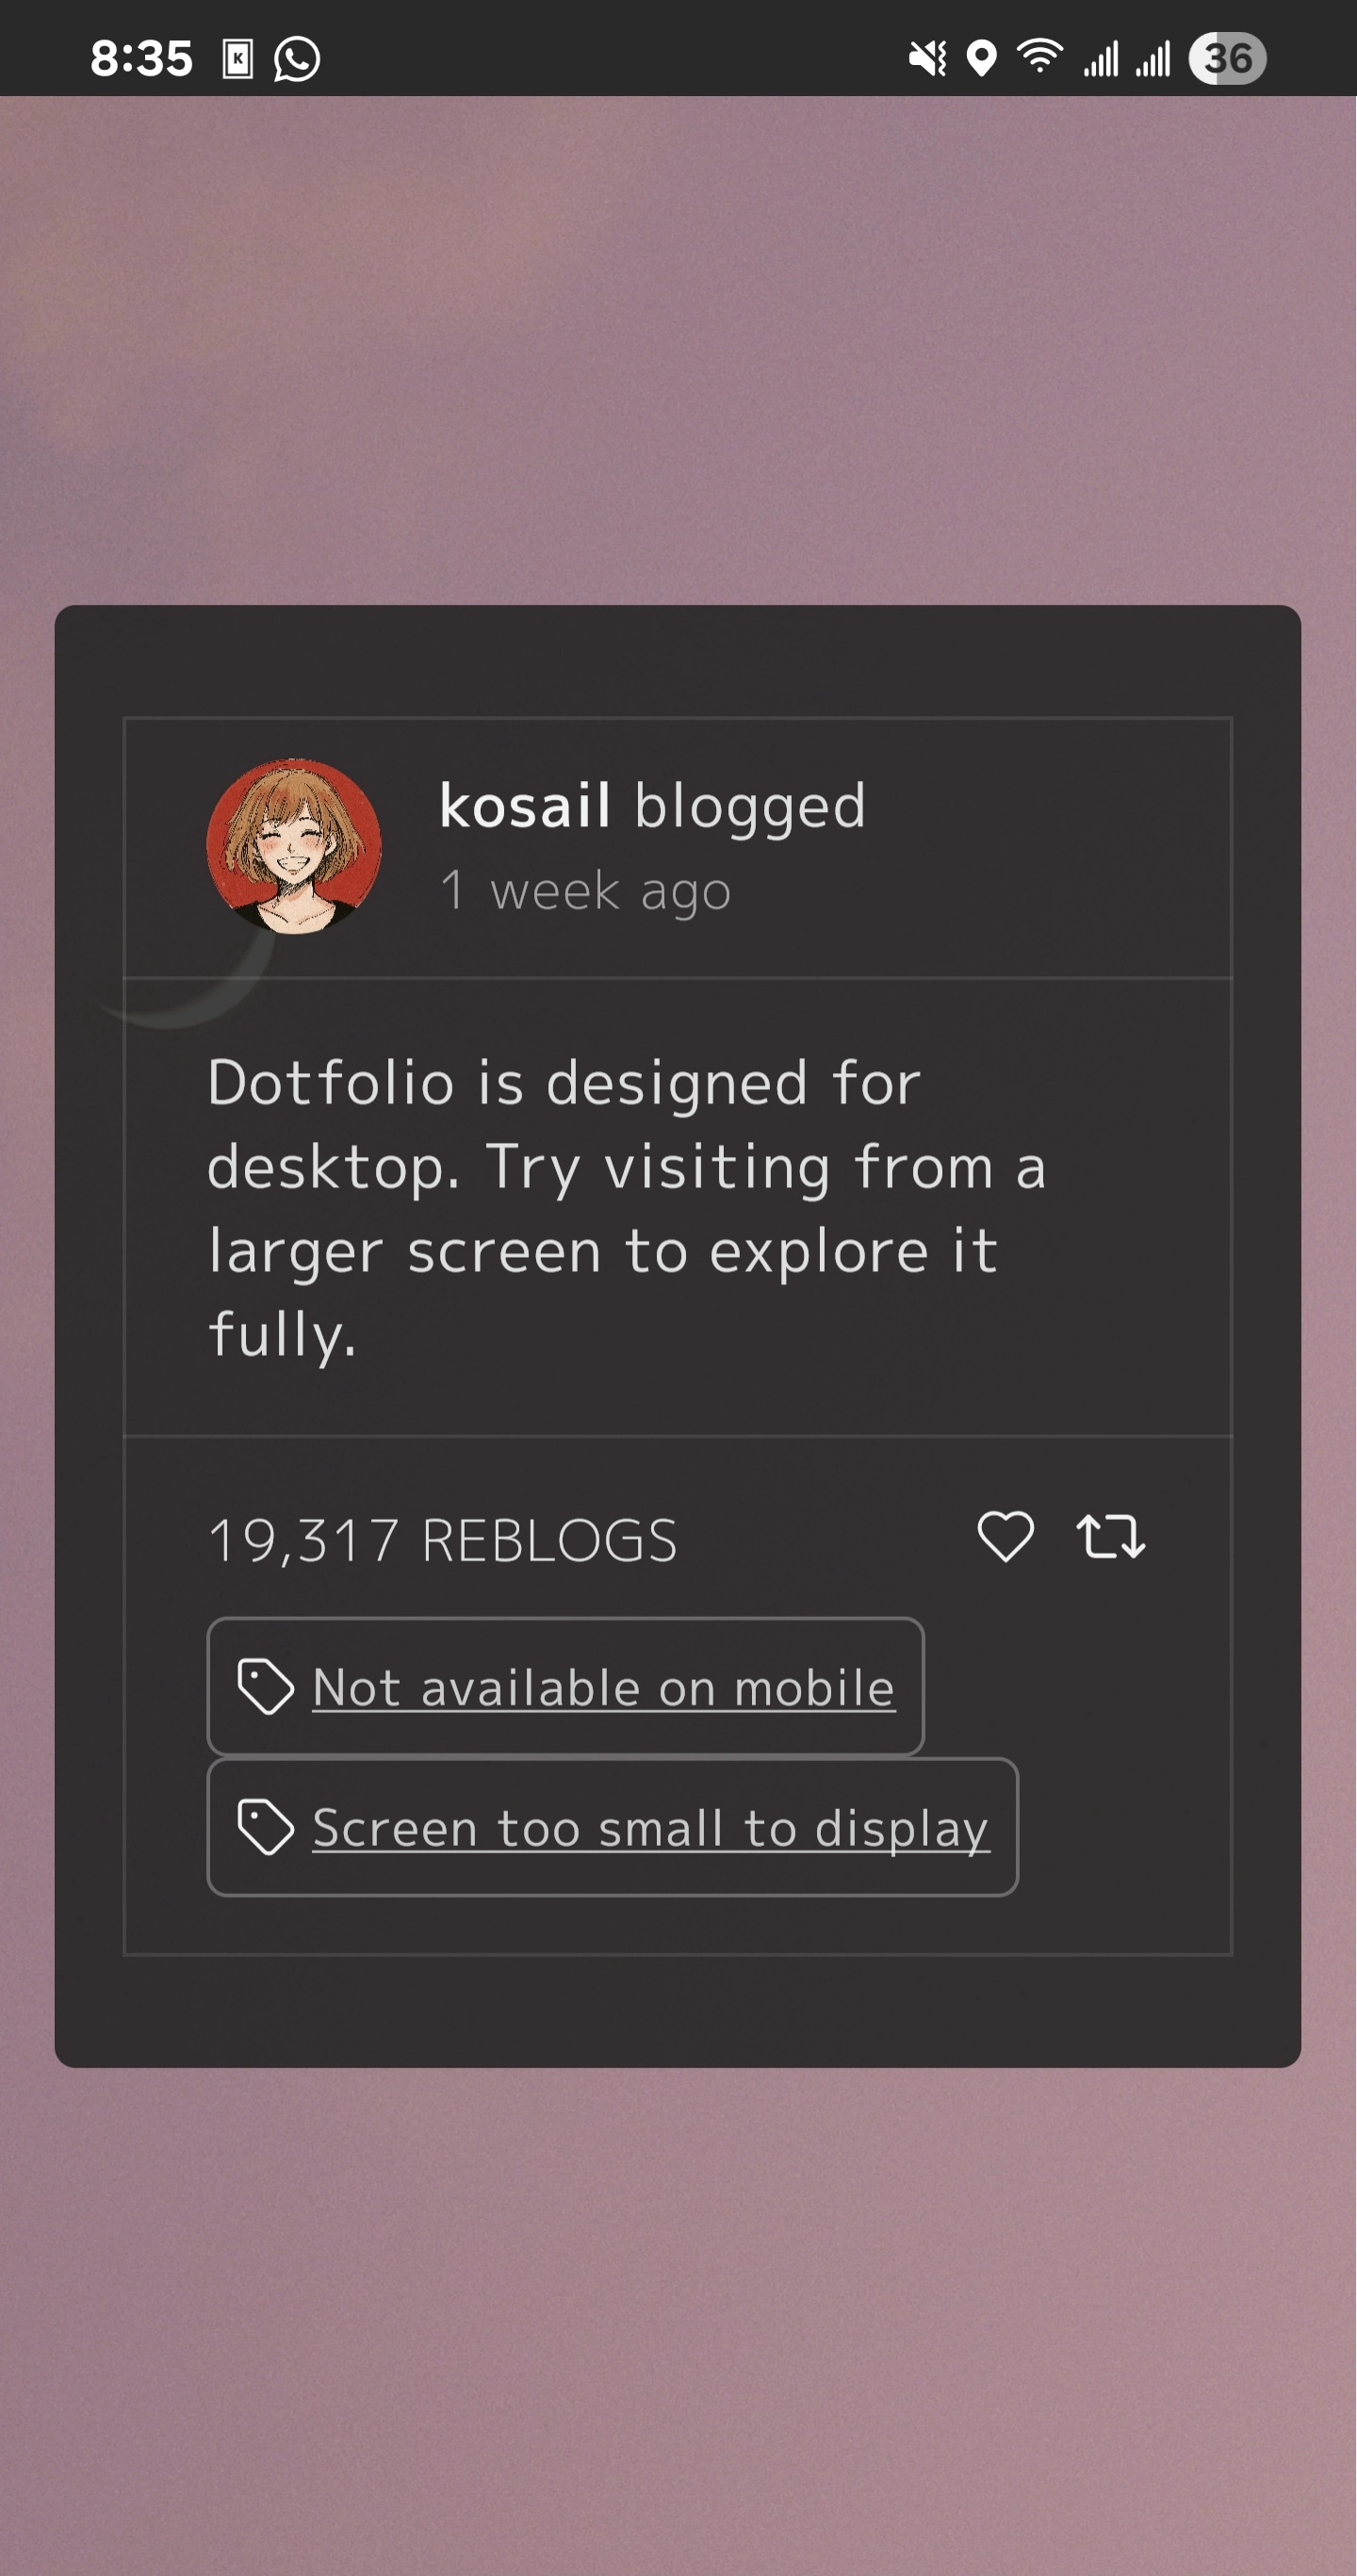 8:35
K
36
kosail blogged
1 week ago
Dotfolio is designed for
desktop. Try visiting from a
larger screen to explore it
fully.
19,317 REBLOGS
Not available on mobile
Screen too small to display